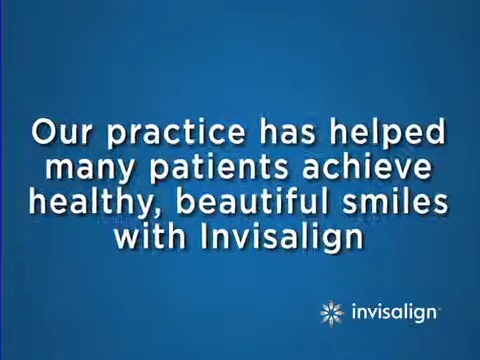 Our practice has helped
many patients achieve
healthy, beautiful smiles
with Invisalign
invisalign